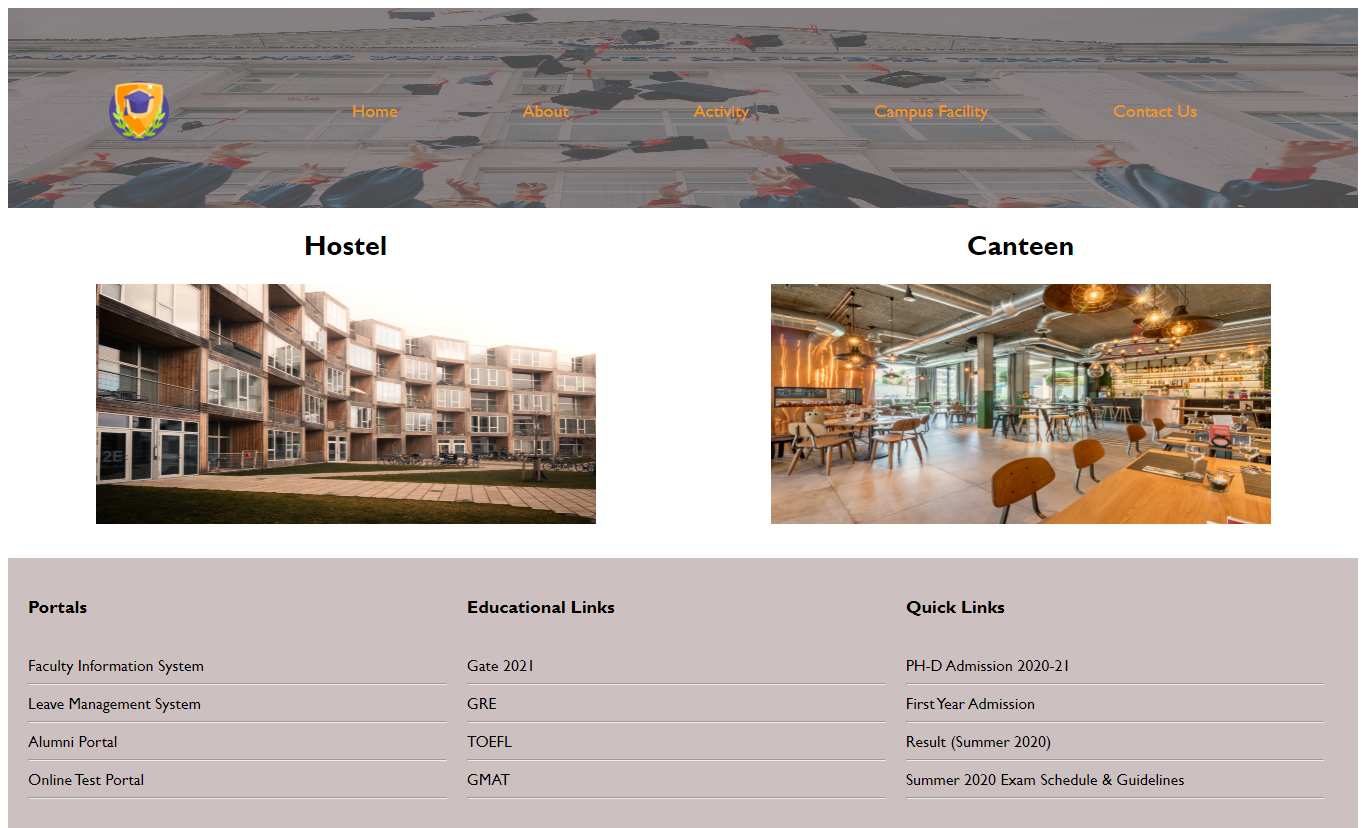 Home
About
Activity
Campus Facility
Contact Us
Hostel
Canteen
2E
Portals
Educational Links
Quick Links
Faculty Information System
Gate 2021
PH-D Admission 2020-21
Leave Management System
GRE
First Year Admission
Alumni Portal
TOEFL
Result (Summer 2020)
Online Test Portal
GMAT
Summer 2020 Exam Schedule & Guidelines